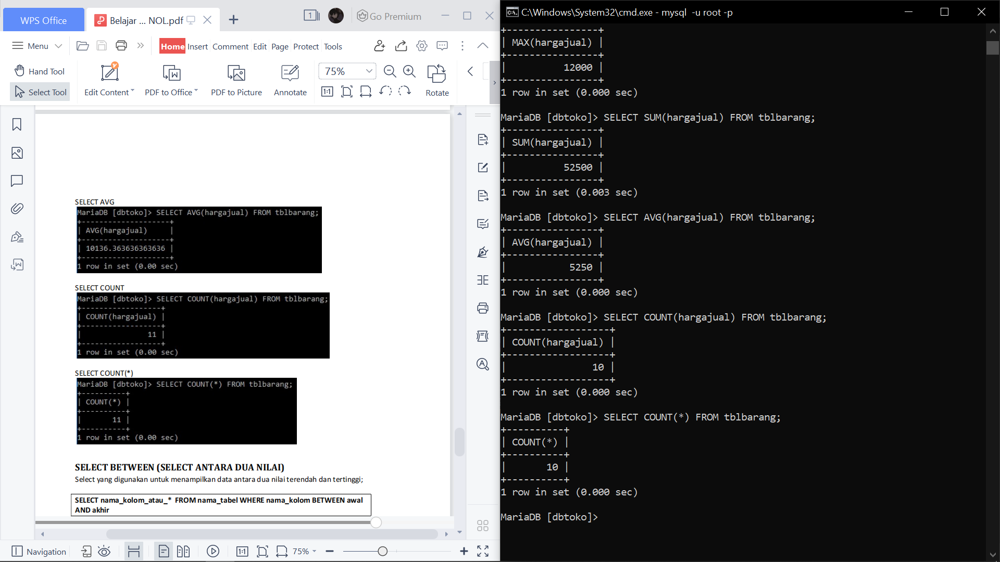 WPS Office
Belajar ... NOL.pdf
1
Go Premium
Menu
Home Insert Comment Edit Page Protect Tools
Hand Tool
Select Tool
Edit Content
PDF to Office
PDF to Picture
Annotate
75%
1:1
Rotate
SELECT AVG
MariaDB [dbtoko]> SELECT AVG(hargajual) FROM tblbarang;
+--------------------+
| AVG(hargajual)     |
+--------------------+
| 10136.363636363636 |
+--------------------+
1 row in set (0.00 sec)
SELECT COUNT
MariaDB [dbtoko]> SELECT COUNT(hargajual) FROM tblbarang;
+------------------+
| COUNT(hargajual) |
+------------------+
|               11 |
+------------------+
1 row in set (0.00 sec)
SELECT COUNT(*)
MariaDB [dbtoko]> SELECT COUNT(*) FROM tblbarang;
+----------+
| COUNT(*) |
+----------+
|       11 |
+----------+
1 row in set (0.00 sec)
SELECT BETWEEN (SELECT ANTARA DUA NILAI)
Select yang digunakan untuk menampilkan data antara dua nilai terendah dan tertinggi;
SELECT nama_kolom_atau_* FROM nama_tabel WHERE nama_kolom BETWEEN awal
AND akhir
Navigation
1:1
75%
C:\Windows\System32\cmd.exe - mysql  -u root -p
+----------------+
| MAX(hargajual) |
+----------------+
|          12000 |
+----------------+
1 row in set (0.000 sec)
MariaDB [dbtoko]> SELECT SUM(hargajual) FROM tblbarang;
+----------------+
| SUM(hargajual) |
+----------------+
|          52500 |
+----------------+
1 row in set (0.003 sec)
MariaDB [dbtoko]> SELECT AVG(hargajual) FROM tblbarang;
+----------------+
| AVG(hargajual) |
+----------------+
|           5250 |
+----------------+
1 row in set (0.000 sec)
MariaDB [dbtoko]> SELECT COUNT(hargajual) FROM tblbarang;
+------------------+
| COUNT(hargajual) |
+------------------+
|               10 |
+------------------+
1 row in set (0.000 sec)
MariaDB [dbtoko]> SELECT COUNT(*) FROM tblbarang;
+----------+
| COUNT(*) |
+----------+
|       10 |
+----------+
1 row in set (0.000 sec)
MariaDB [dbtoko]>